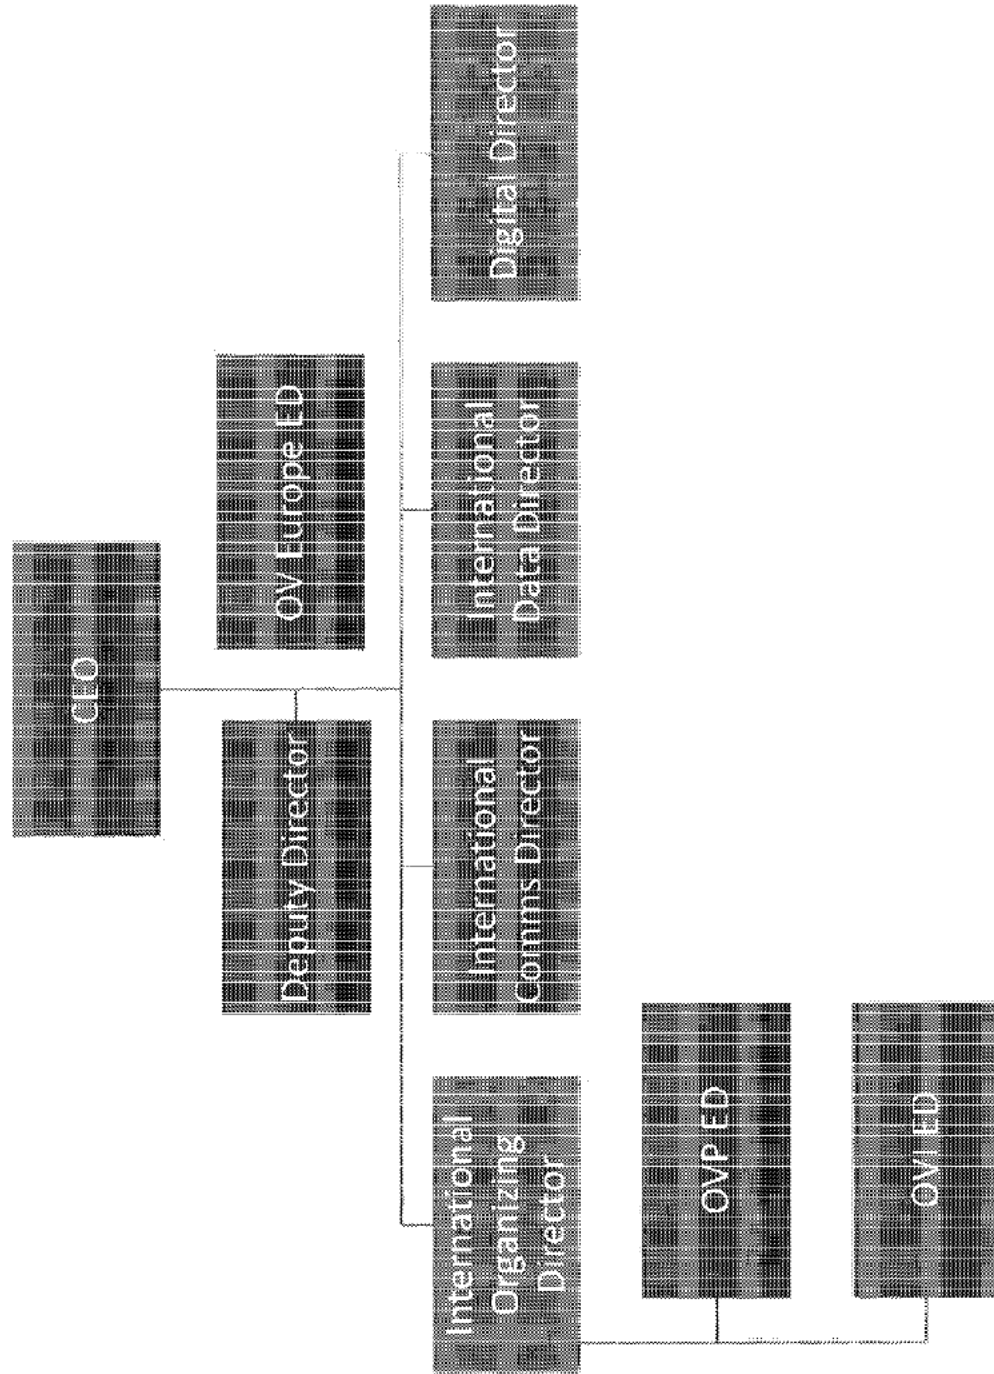 CEO
Deputy Director
OV Europe ED
International
Organizing
Director
International
Comms Director
International
Data Director
Digital Director
OVP ED
OVI ED